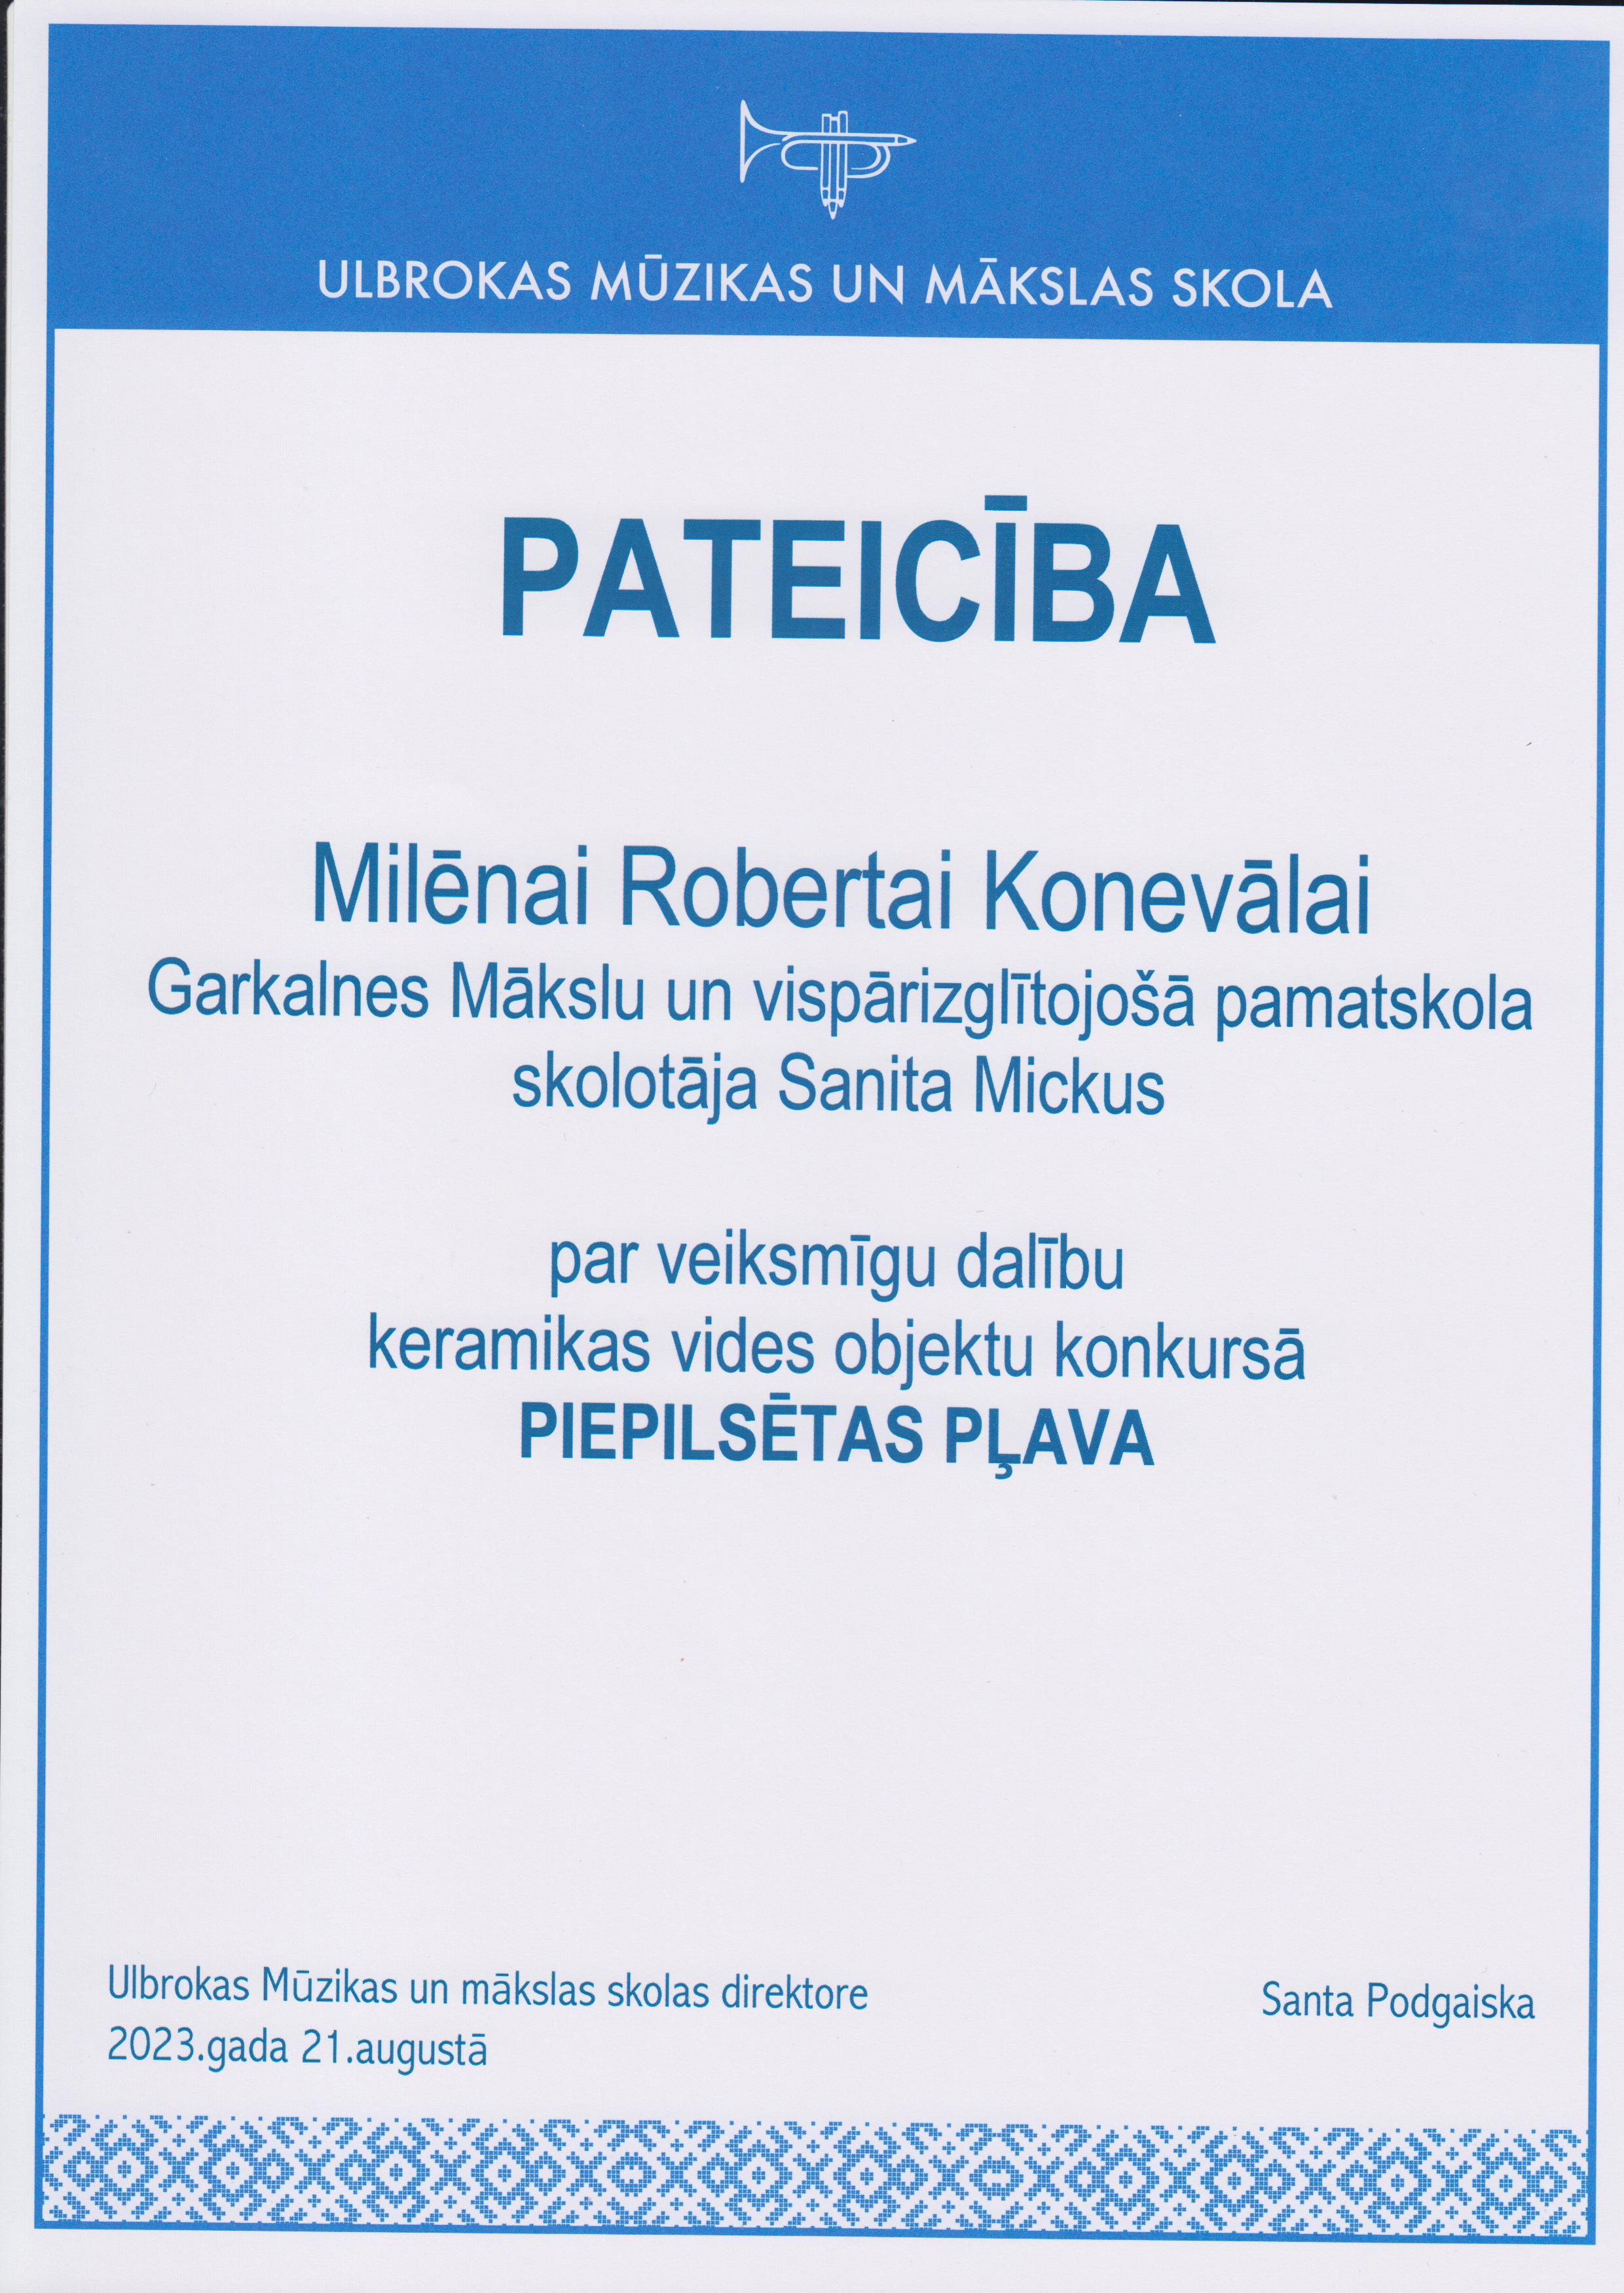 ULBROKAS MŪZIKAS UN MĀKSLAS SKOLA
PATEICĪBA
Milēnai Robertai Konevālai
Garkalnes Mākslu un vispārizglītojošā pamatskola
skolotāja Sanita Mickus
par veiksmīgu dalību
keramikas vides objektu konkursā
PIEPILSĒTAS PĻAVA
Ulbrokas Mūzikas un mākslas skolas direktore
Santa Podgaiska
2023.gada 21.augustā